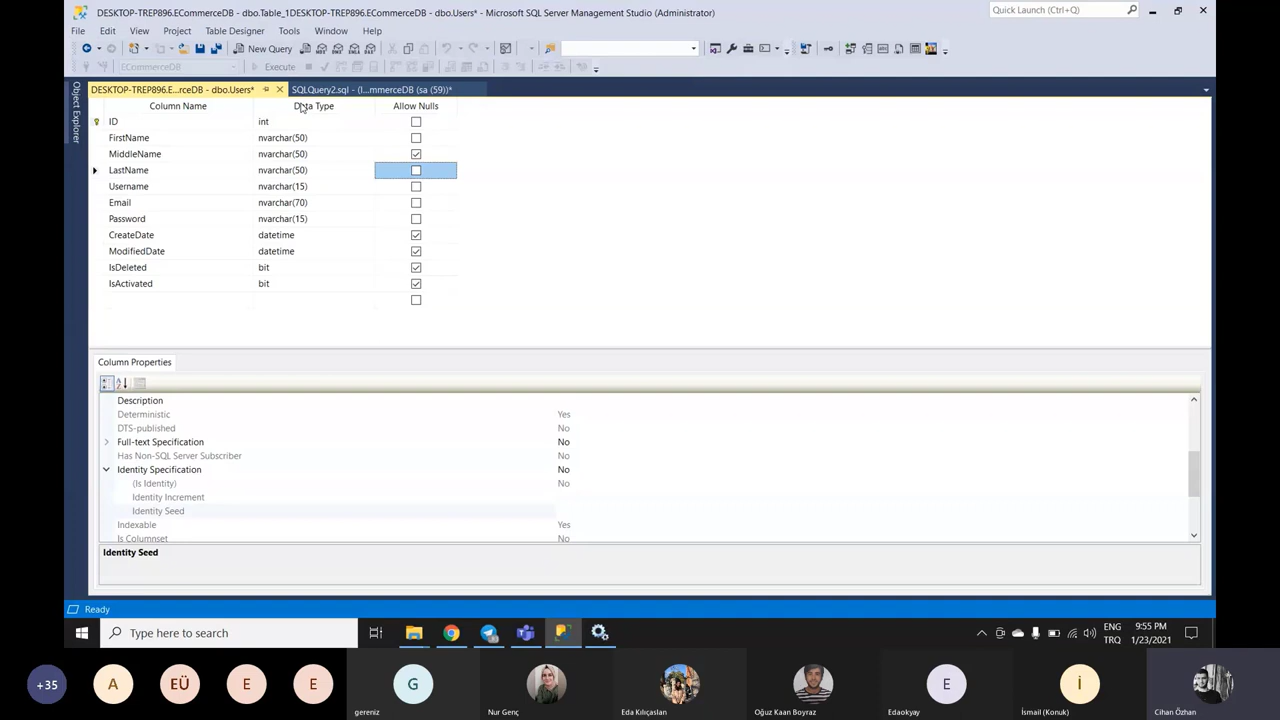 DESKTOP-TREP896.ECommerceDB - dbo.Table_1DESKTOP-TREP896.ECommerceDB - dbo.Users* - Microsoft SQL Server Management Studio (Administrator)
Quick Launch (Ctrl+Q)
File Edit View Project Table Designer Tools Window Help
New Query
ECommerceDB
Execute
DESKTOP-TREP896.E...rceDB - dbo.Users*
SQLQuery2.sql - (l...mmerceDB (sa (59))*
Object Explorer
Column Name Data Type Allow Nulls
ID int
FirstName nvarchar(50)
MiddleName nvarchar(50)
LastName nvarchar(50)
Username nvarchar(15)
Email nvarchar(70)
Password nvarchar(15)
CreateDate datetime
ModifiedDate datetime
IsDeleted bit
IsActivated bit
Column Properties
Description
Deterministic Yes
DTS-published No
Full-text Specification No
Has Non-SQL Server Subscriber No
Identity Specification No
(Is Identity) No
Identity Increment
Identity Seed
Indexable Yes
Is Columnset No
Identity Seed
Ready
Type here to search
ENG
TRQ
9:55 PM
1/23/2021
+35
A
EÜ
E
E
G
gereniz
Nur Genç
Eda Kılıçaslan
Oğuz Kaan Boyraz
E
Edaokyay
İ
İsmail (Konuk)
Cihan Özhan